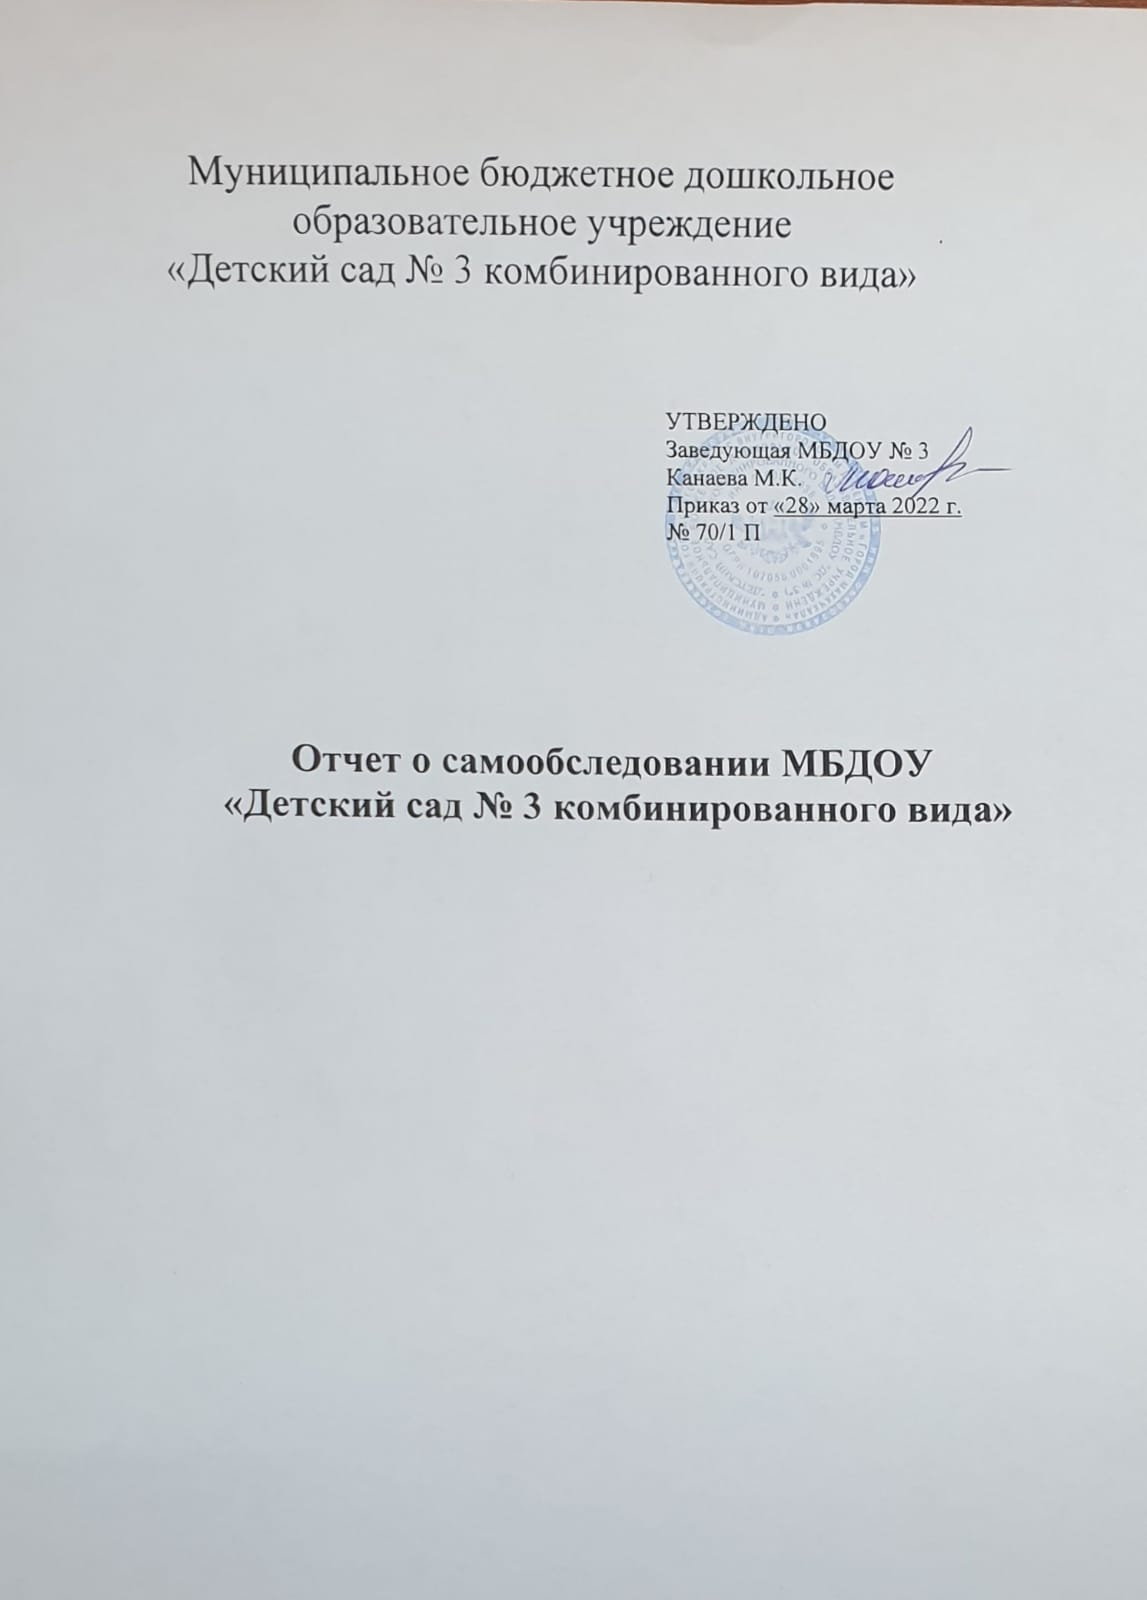 Муниципальное бюджетное дошкольное
образовательное учреждение
«Детский сад № 3 комбинированного вида»
УТВЕРЖДЕНО
Заведующая МБДОУ № 3
Канаева М.К.
Приказ от «28» марта 2022 г.
№ 70/1 П
Отчет о самообследовании МБДОУ
«Детский сад № 3 комбинированного вида»